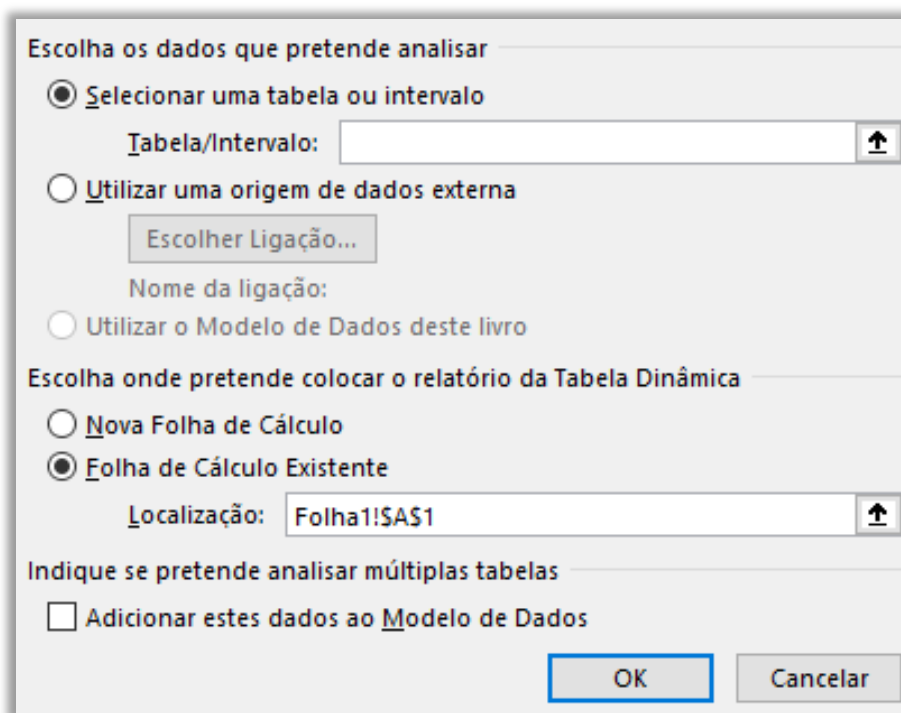 Escolha os dados que pretende analisar
Selecionar uma tabela ou intervalo
Tabela/Intervalo:
Utilizar uma origem de dados externa
Escolher Ligação...
Nome da ligação:
Utilizar o Modelo de Dados deste livro
Escolha onde pretende colocar o relatório da Tabela Dinâmica
Nova Folha de Cálculo
Folha de Cálculo Existente
Localização: Folha1!$A$1
Indique se pretende analisar múltiplas tabelas
Adicionar estes dados ao Modelo de Dados
OK Cancelar